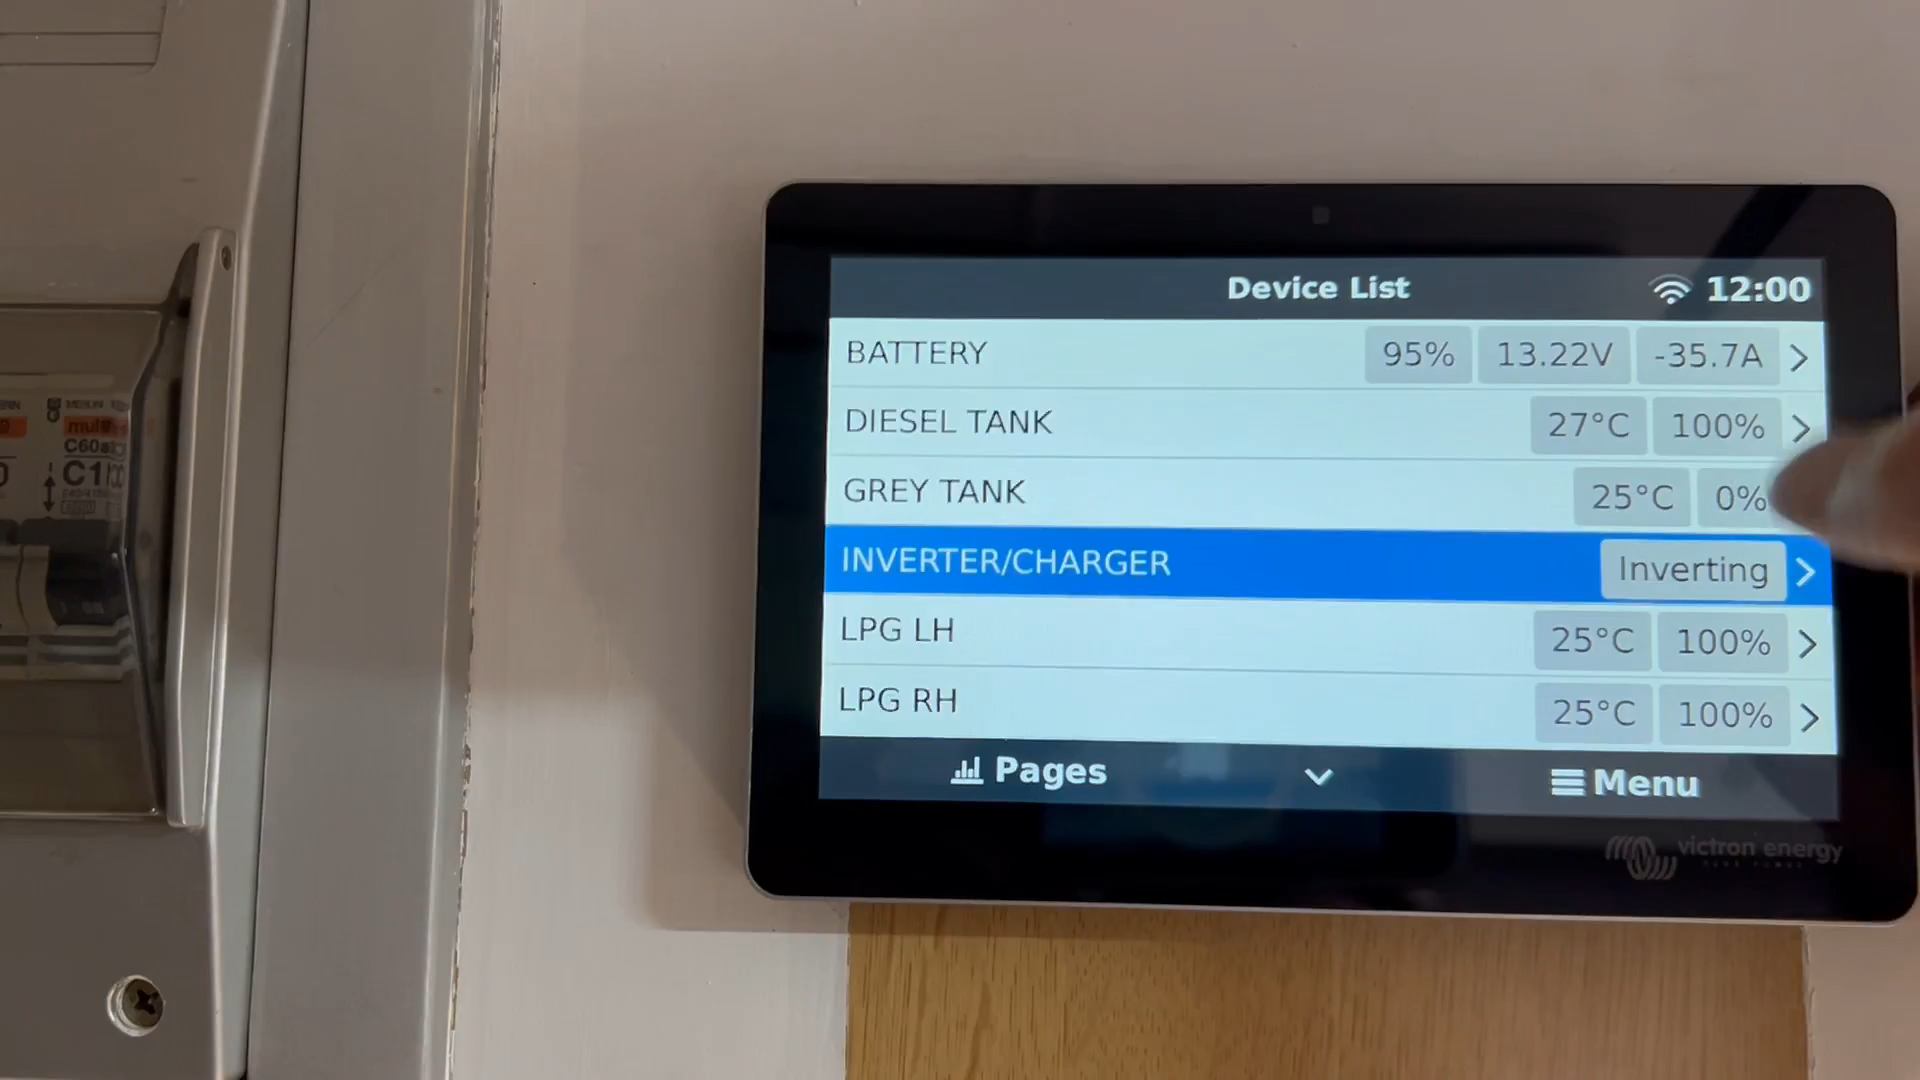 Device List 12:00
BATTERY 95% 13.22V -35.7A
DIESEL TANK 27°C 100%
GREY TANK 25°C 0%
INVERTER/CHARGER Inverting
LPG LH 25°C 100%
LPG RH 25°C 100%
Pages Menu
victron energy
C60a
C1